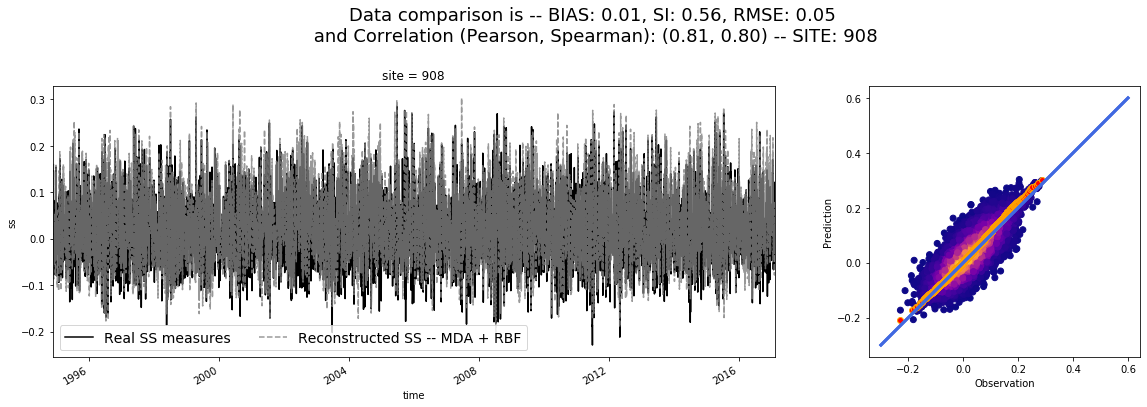 Data comparison is -- BIAS: 0.01, SI: 0.56, RMSE: 0.05
and Correlation (Pearson, Spearman): (0.81, 0.80) -- SITE: 908
site = 908
0.3
0.2
0.1
0.0
−0.1
−0.2
ss
Real SS measures
Reconstructed SS -- MDA + RBF
1996
2000
2004
2008
2012
2016
time
0.6
0.4
0.2
0.0
−0.2
Prediction
−0.2
0.0
0.2
0.4
0.6
Observation